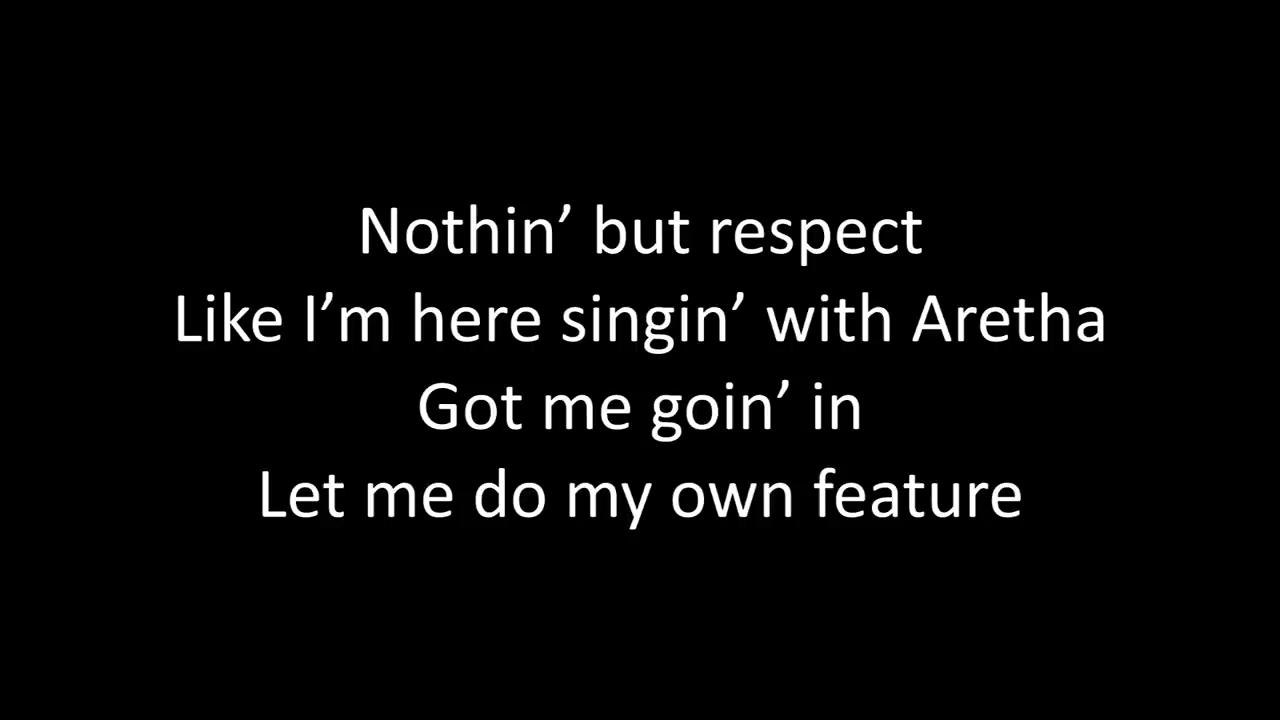 Nothin’ but respect
Like I’m here singin’ with Aretha
Got me goin’ in
Let me do my own feature